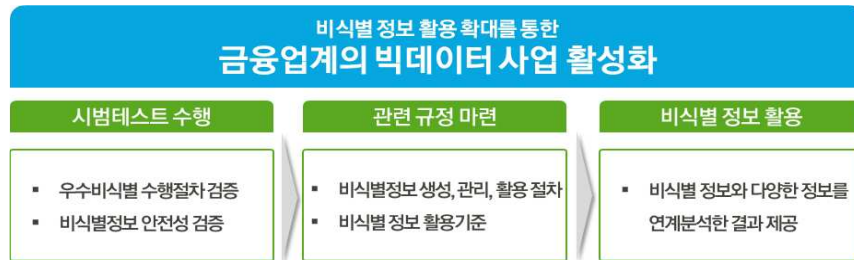 비식별 정보 활용 확대를 통한
금융업계의 빅데이터 사업 활성화
시범테스트 수행
▪ 우수비식별 수행절차 검증
▪ 비식별정보 안전성 검증
관련 규정 마련
▪ 비식별정보 생성, 관리, 활용 절차
▪ 비식별 정보 활용기준
비식별 정보 활용
▪ 비식별 정보와 다양한 정보를
연계분석한 결과 제공